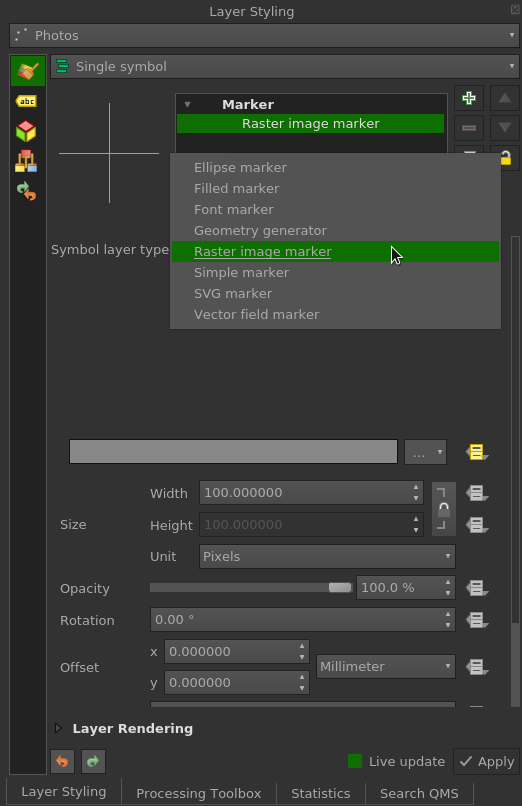 Layer Styling
Photos
Single symbol
abc
Marker
Raster image marker
Symbol layer type
Ellipse marker
Filled marker
Font marker
Geometry generator
Raster image marker
Simple marker
SVG marker
Vector field marker
...
Size
Width 100.000000
Height 100.000000
Unit Pixels
Opacity 100.0 %
Rotation 0.00 °
Offset
x 0.000000
y 0.000000
Millimeter
Layer Rendering
Live update Apply
Layer Styling Processing Toolbox Statistics Search QMS